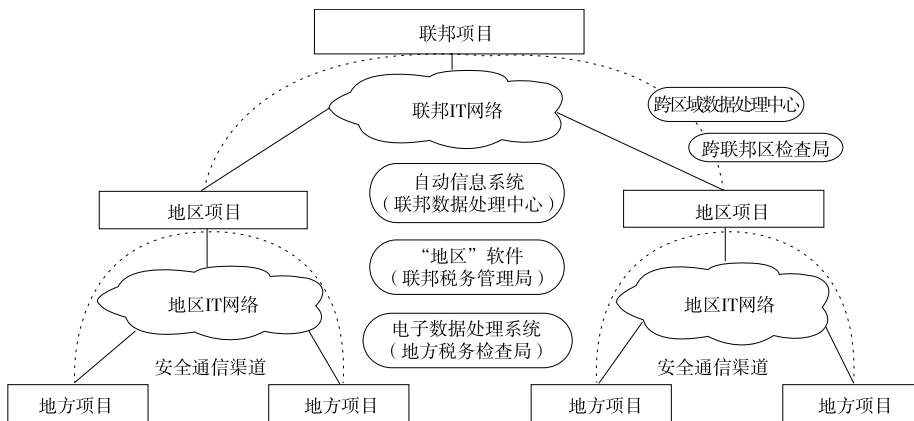 联邦项目
联邦IT网络
跨区域数据处理中心
跨联邦区检查局
自动信息系统
（联邦数据处理中心）
地区项目
地区项目
“地区”软件
（联邦税务管理局）
地区IT网络
地区IT网络
电子数据处理系统
（地方税务检查局）
安全通信渠道
安全通信渠道
地方项目
地方项目
地方项目
地方项目